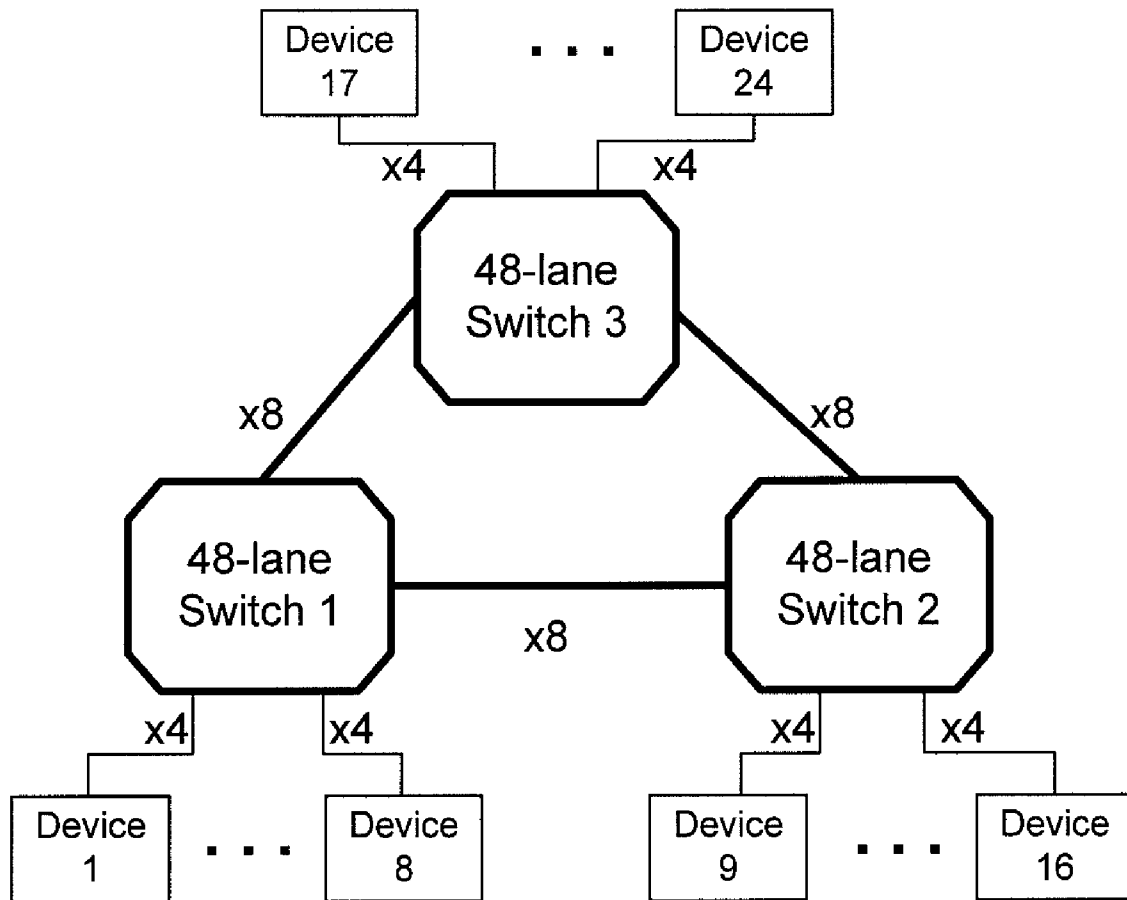 Device
17
. . .
Device
24
x4
x4
48-lane
Switch 3
x8
x8
48-lane
Switch 1
x8
48-lane
Switch 2
x4
x4
x4
x4
Device
1
. . .
Device
8
Device
9
. . .
Device
16